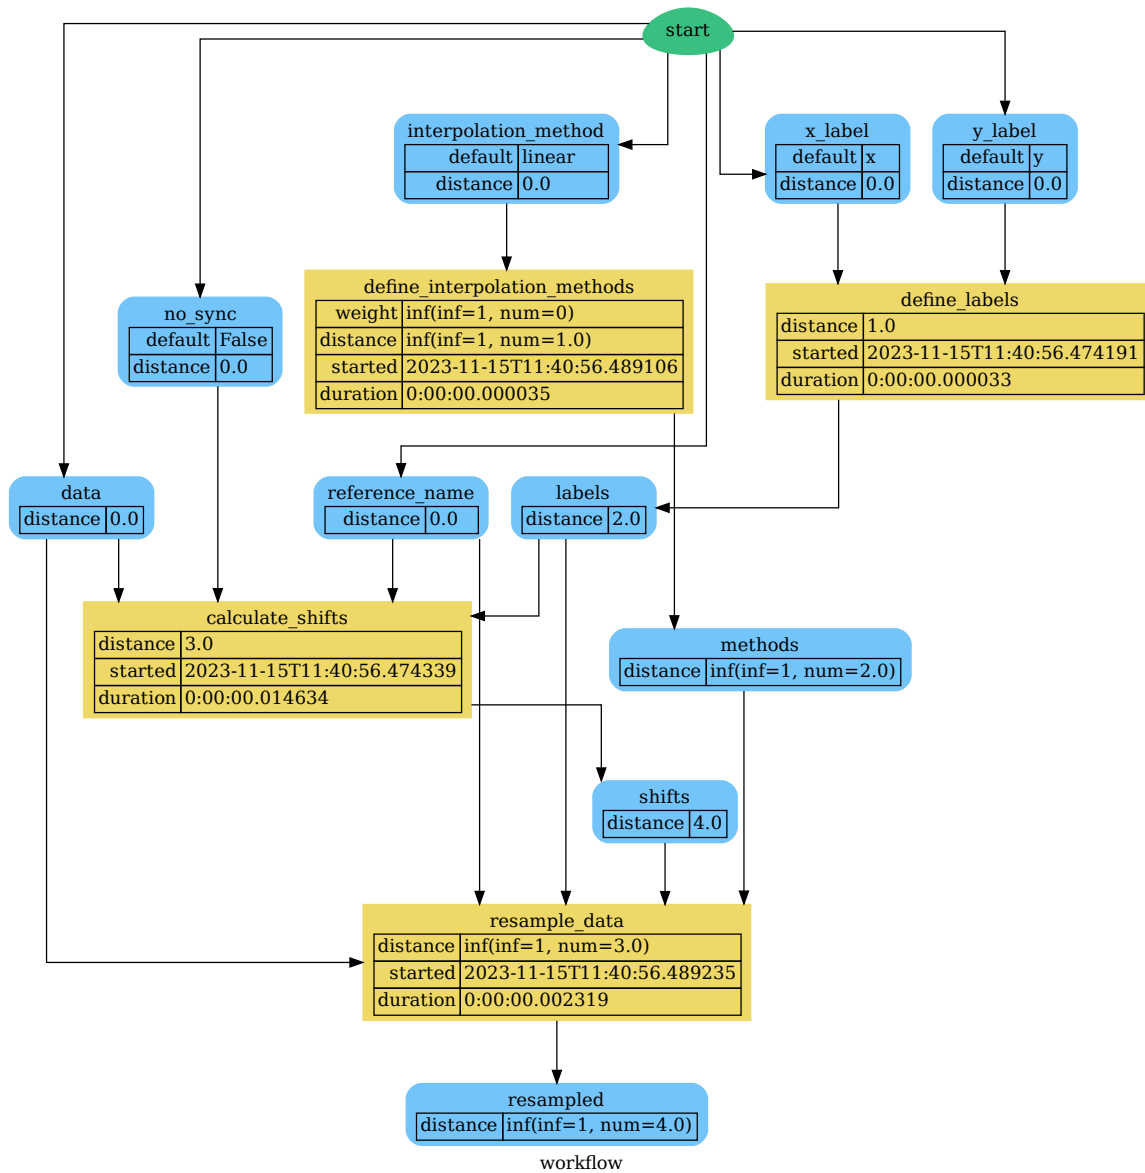 start
interpolation_method
default linear
distance 0.0
x_label
default x
distance 0.0
y_label
default y
distance 0.0
define_interpolation_methods
weight inf(inf=1, num=0)
distance inf(inf=1, num=1.0)
started 2023-11-15T11:40:56.489106
duration 0:00:00.000035
define_labels
distance 1.0
started 2023-11-15T11:40:56.474191
duration 0:00:00.000033
no_sync
default False
distance 0.0
data
distance 0.0
reference_name
distance 0.0
labels
distance 2.0
calculate_shifts
distance 3.0
started 2023-11-15T11:40:56.474339
duration 0:00:00.014634
methods
distance inf(inf=1, num=2.0)
shifts
distance 4.0
resample_data
distance inf(inf=1, num=3.0)
started 2023-11-15T11:40:56.489235
duration 0:00:00.002319
resampled
distance inf(inf=1, num=4.0)
workflow